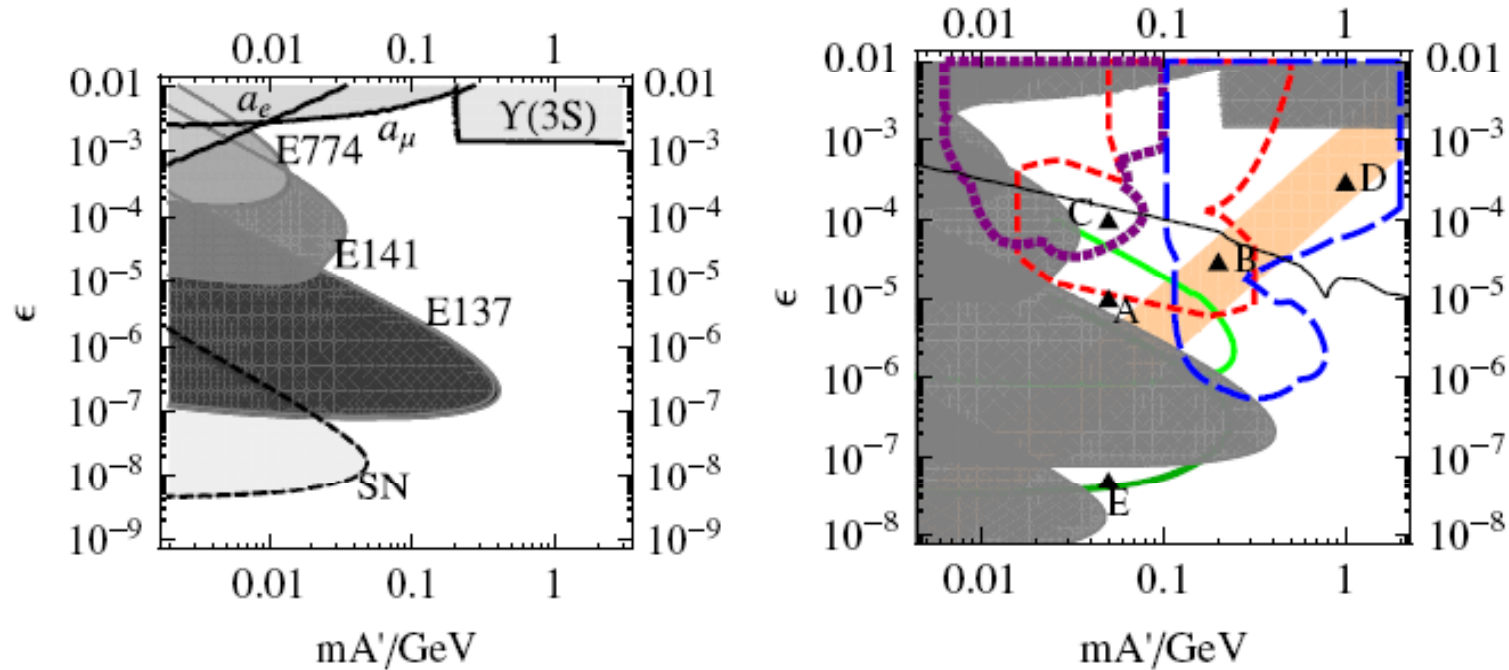 0.01 0.1 1
0.01 0.01
10⁻³ 10⁻³
10⁻⁴ 10⁻⁴
10⁻⁵ 10⁻⁵
10⁻⁶ 10⁻⁶
10⁻⁷ 10⁻⁷
10⁻⁸ 10⁻⁸
10⁻⁹ 10⁻⁹
ϵ
aₑ
a_μ
Υ(3S)
E774
E141
E137
SN
0.01 0.1 1
mA'/GeV
0.01 0.1 1
0.01 0.01
10⁻³ 10⁻³
10⁻⁴ 10⁻⁴
10⁻⁵ 10⁻⁵
10⁻⁶ 10⁻⁶
10⁻⁷ 10⁻⁷
10⁻⁸ 10⁻⁸
ϵ
D
C
B
A
E
0.01 0.1 1
mA'/GeV